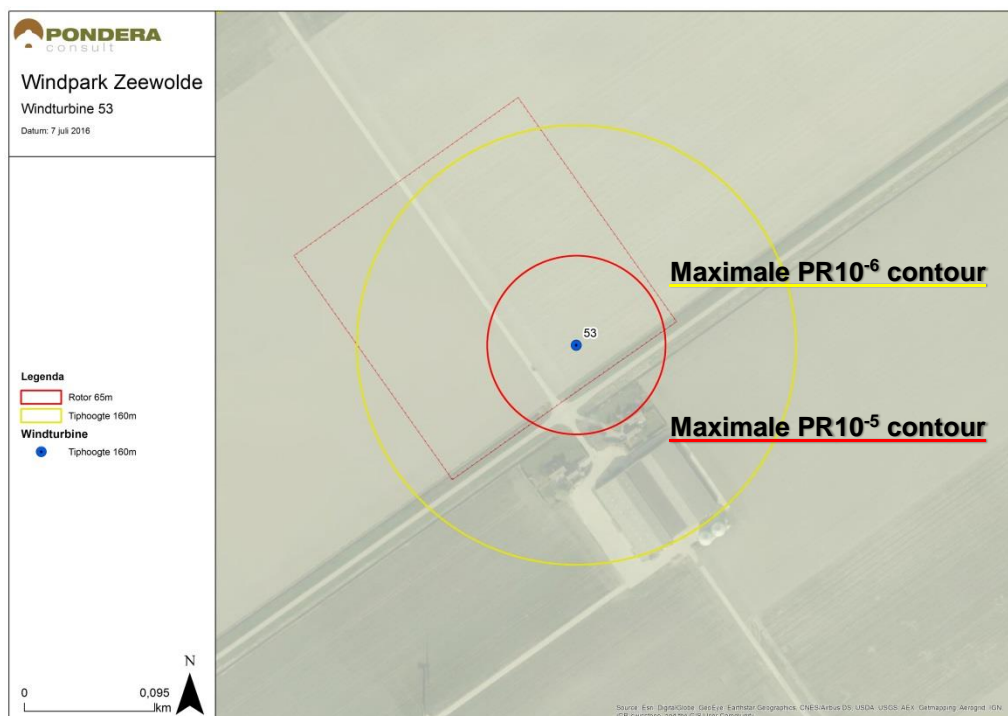 PONDERA
consult
Windpark Zeewolde
Windturbine 53
Datum: 7 juli 2016
Maximale PR10⁻⁶ contour
53
Legenda
Rotor 65m
Tiphoogte 160m
Windturbine
Tiphoogte 160m
Maximale PR10⁻⁵ contour
N
0 0,095
km
Source: Esri, DigitalGlobe, GeoEye, Earthstar Geographics, CNES/Airbus DS, USDA, USGS, AEX, Getmapping, Aerogrid, IGN,